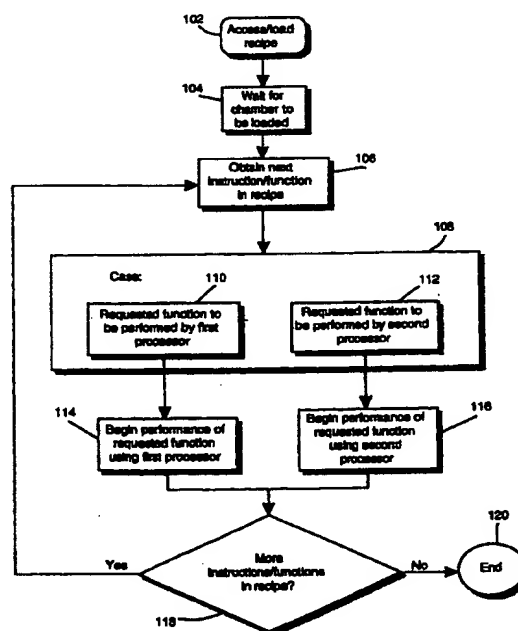 102
Access/load
recipe
104
Wait for
chamber to
be loaded
106
Obtain next
instruction/function
in recipe
108
Case:
110
112
Requested function to
be performed by first
processor
Requested function to
be performed by second
processor
114
Begin performance of
requested function
using first processor
116
Begin performance of
requested function
using second
processor
Yes
More
instructions/functions
in recipe?
No
120
End
118